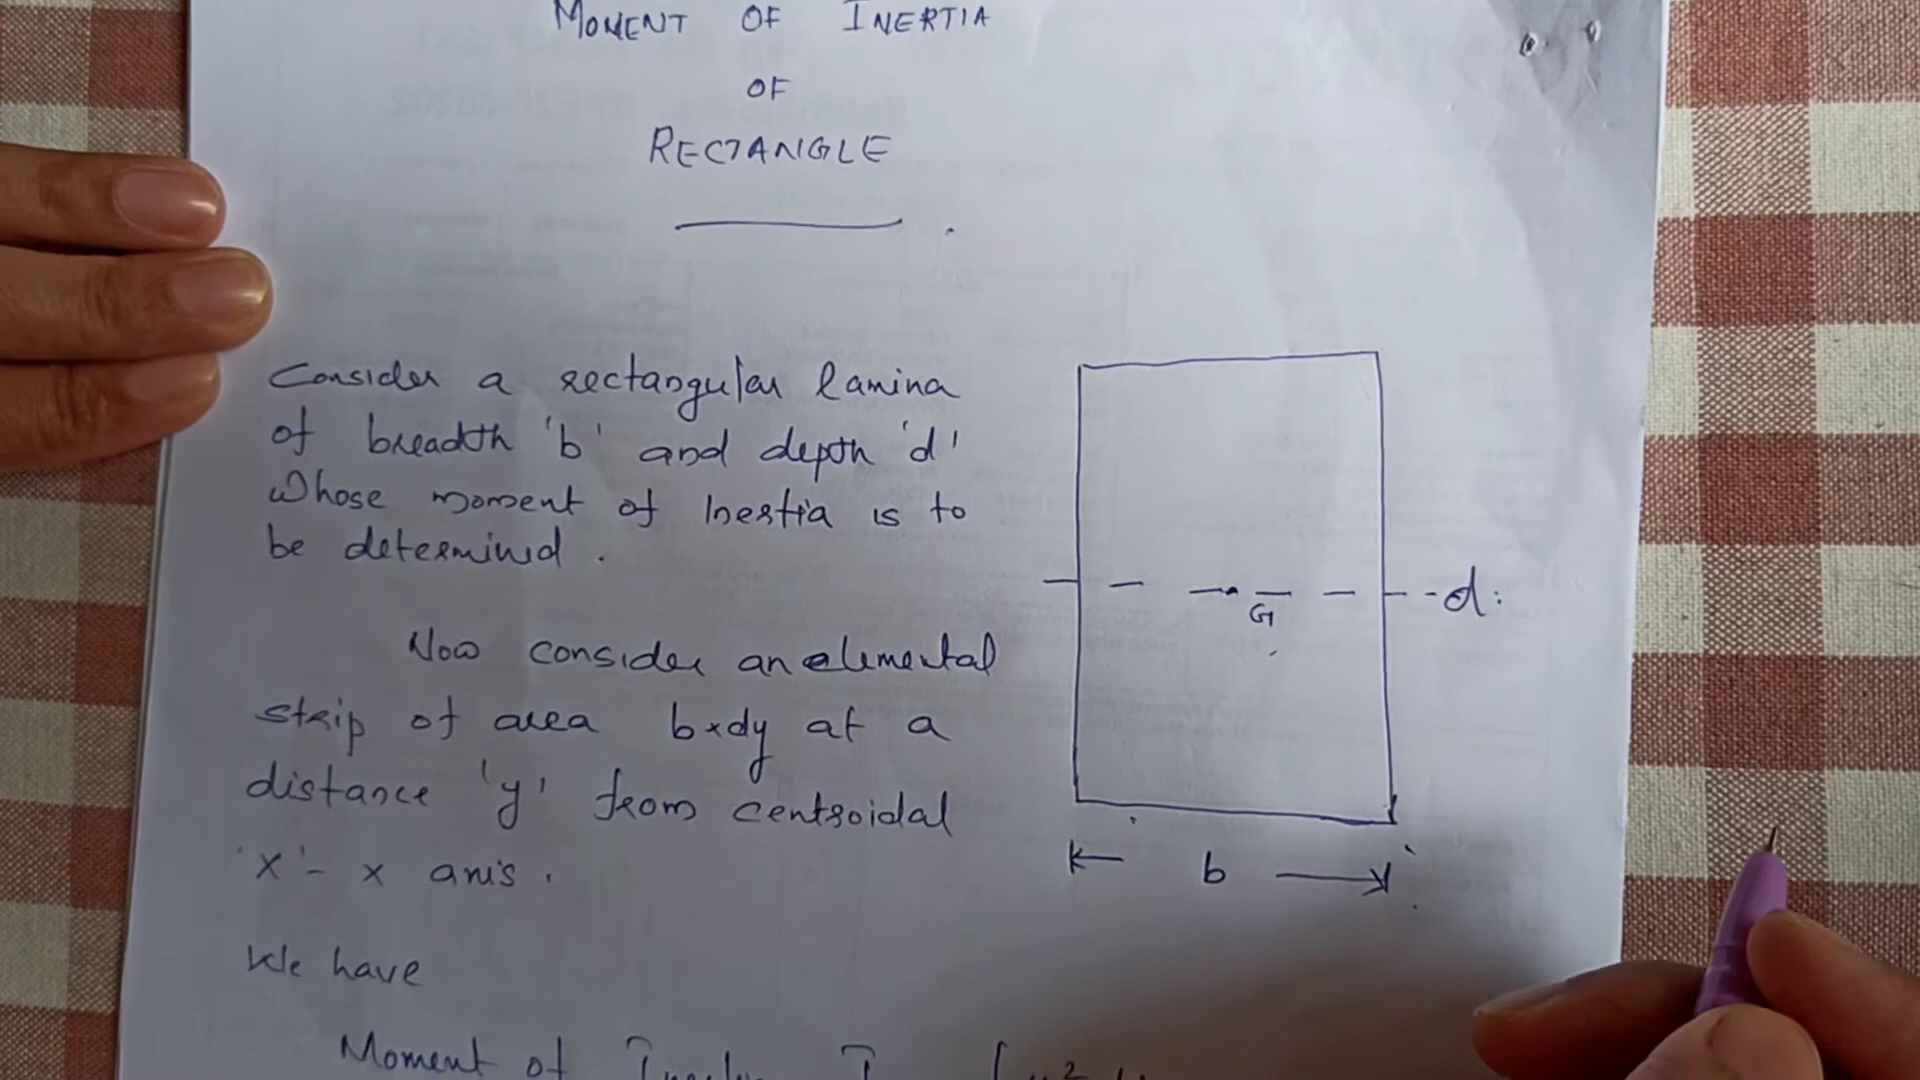 MOMENT OF INERTIA
OF
RECTANGLE
Consider a rectangular lamina
of breadth 'b' and depth 'd'
whose moment of Inertia is to
be determined.
Now consider an elemental
strip of area b×dy at a
distance 'y' from centroidal
'x' - x axis.
We have
Moment of
G
d
b